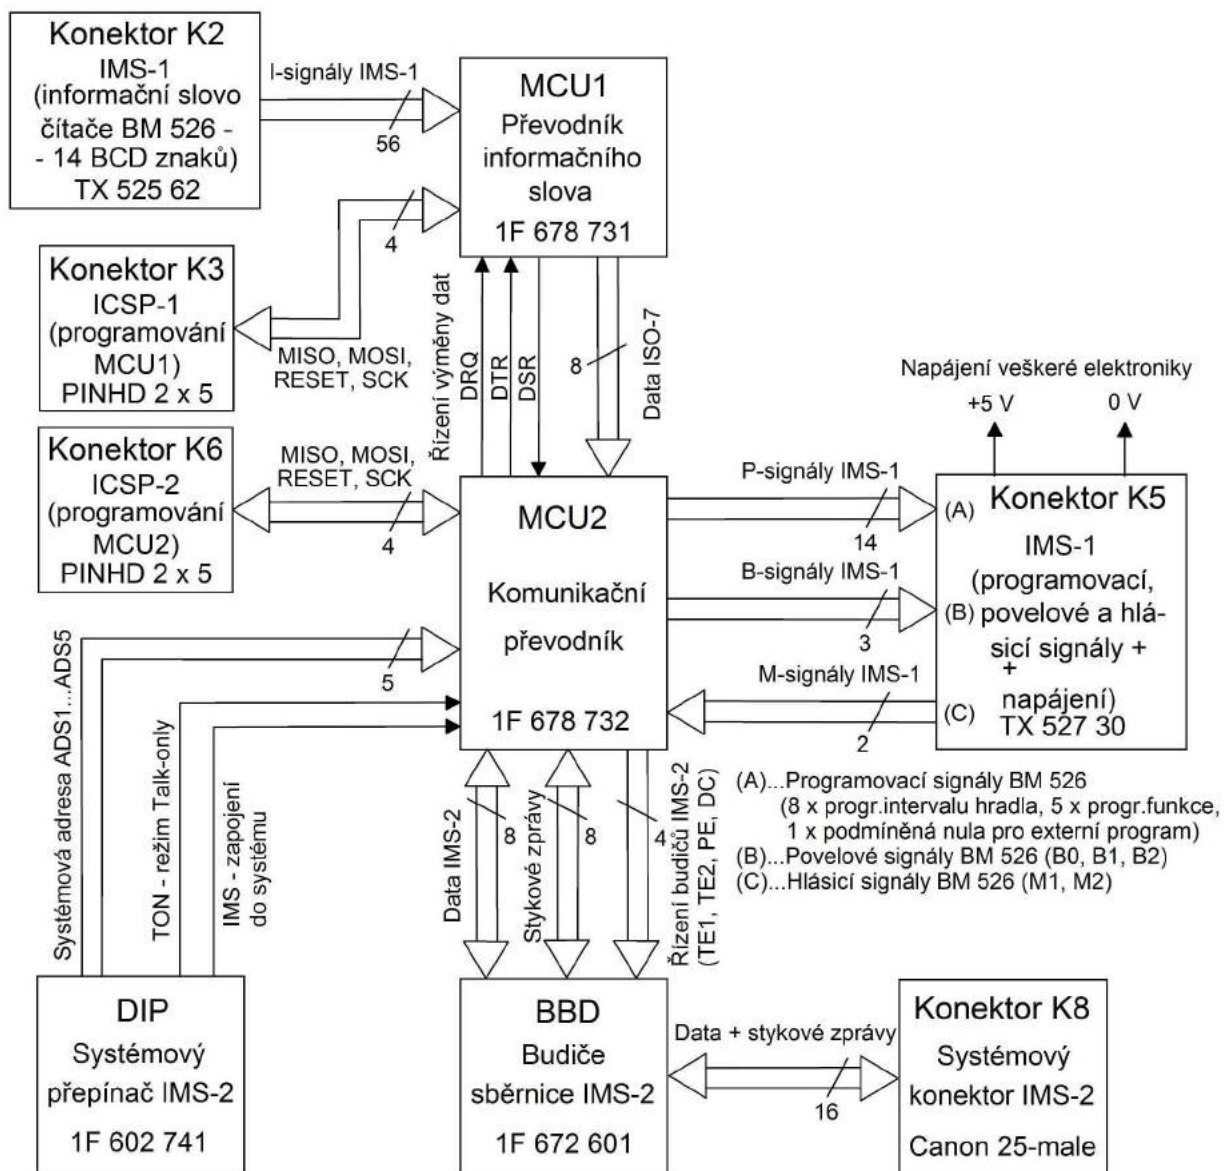 Konektor K2
IMS-1
(informační slovo
čítače BM 526 -
- 14 BCD znaků)
TX 525 62
I-signály IMS-1
56
MCU1
Převodník
informačního
slova
1F 678 731
4
Konektor K3
ICSP-1
(programování
MCU1)
PINHD 2 x 5
MISO, MOSI,
RESET, SCK
Řízení výměny dat
DRQ
DTR
DSR
8
Data ISO-7
Napájení veškeré elektroniky
+5 V
0 V
Konektor K6
ICSP-2
(programování
MCU2)
PINHD 2 x 5
MISO, MOSI,
RESET, SCK
4
MCU2
Komunikační
převodník
1F 678 732
P-signály IMS-1
14
B-signály IMS-1
3
M-signály IMS-1
2
(A)
Konektor K5
IMS-1
(programovací,
(B)
povelové a hlá-
sicí signály +
+
napájení)
(C)
TX 527 30
5
Systémová adresa ADS1...ADS5
TON - režim Talk-only
IMS - zapojení
do systému
Data IMS-2
8
Stykové zprávy
8
4
Řízení budičů IMS-2
(TE1, TE2, PE, DC)
(A)...Programovací signály BM 526
(8 x progr.intervalu hradla, 5 x progr.funkce,
1 x podmíněná nula pro externí program)
(B)...Povelové signály BM 526 (B0, B1, B2)
(C)...Hlásicí signály BM 526 (M1, M2)
DIP
Systémový
přepínač IMS-2
1F 602 741
BBD
Budiče
sběrnice IMS-2
1F 672 601
Data + stykové zprávy
16
Konektor K8
Systémový
konektor IMS-2
Canon 25-male